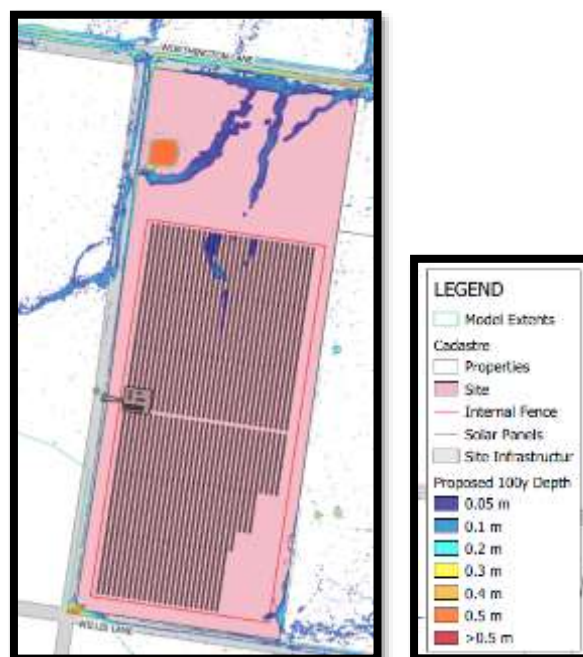 WORTHINGTON LANE
WILLIS LANE
LEGEND
Model Extents
Cadastre
Properties
Site
Internal Fence
Solar Panels
Site Infrastructur
Proposed 100y Depth
0.05 m
0.1 m
0.2 m
0.3 m
0.4 m
0.5 m
>0.5 m